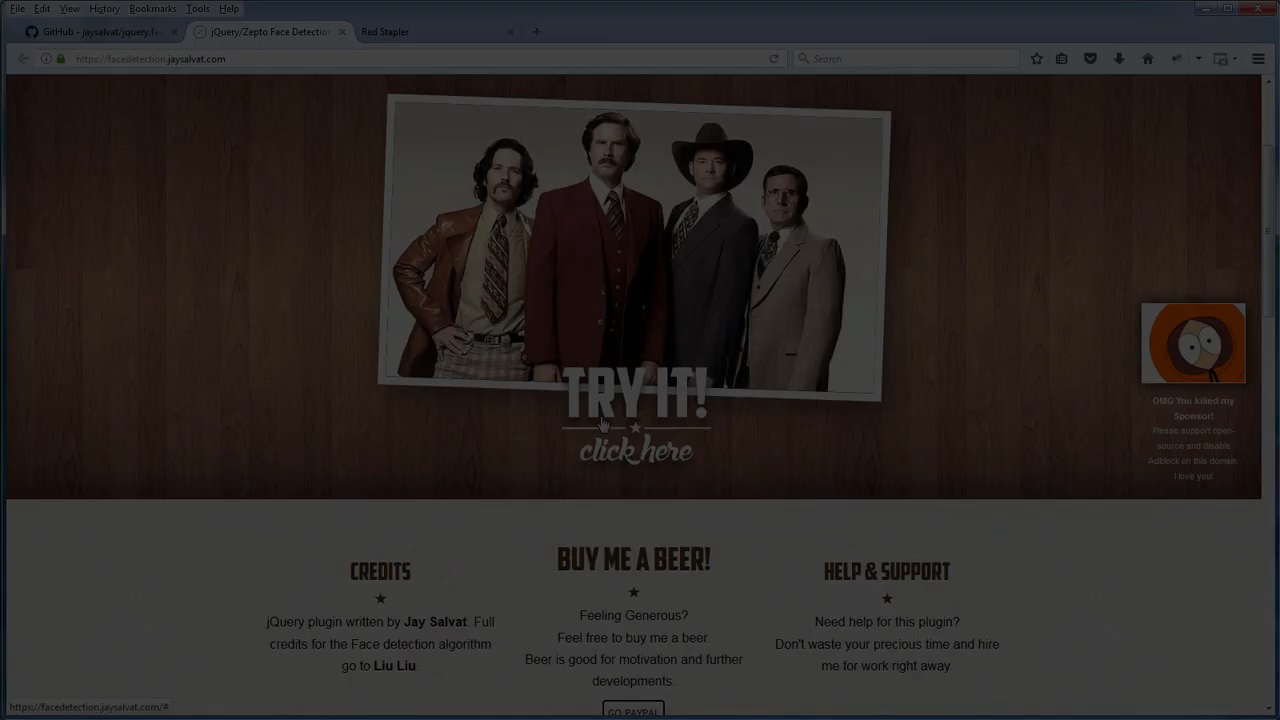 File Edit View History Bookmarks Tools Help
GitHub - jaysalvat/jquery.fa
jQuery/Zepto Face Detection
Red Stapler
https://facedetection.jaysalvat.com
Search
TRY IT!
click here
OMG You killed my
Sponsor!
Please support open-
source and disable
Adblock on this domain.
I love you!
CREDITS
jQuery plugin written by Jay Salvat. Full
credits for the Face detection algorithm
go to Liu Liu.
BUY ME A BEER!
Feeling Generous?
Feel free to buy me a beer.
Beer is good for motivation and further
developments.
GO PAYPAL
HELP & SUPPORT
Need help for this plugin?
Don't waste your precious time and hire
me for work right away.
https://facedetection.jaysalvat.com/#